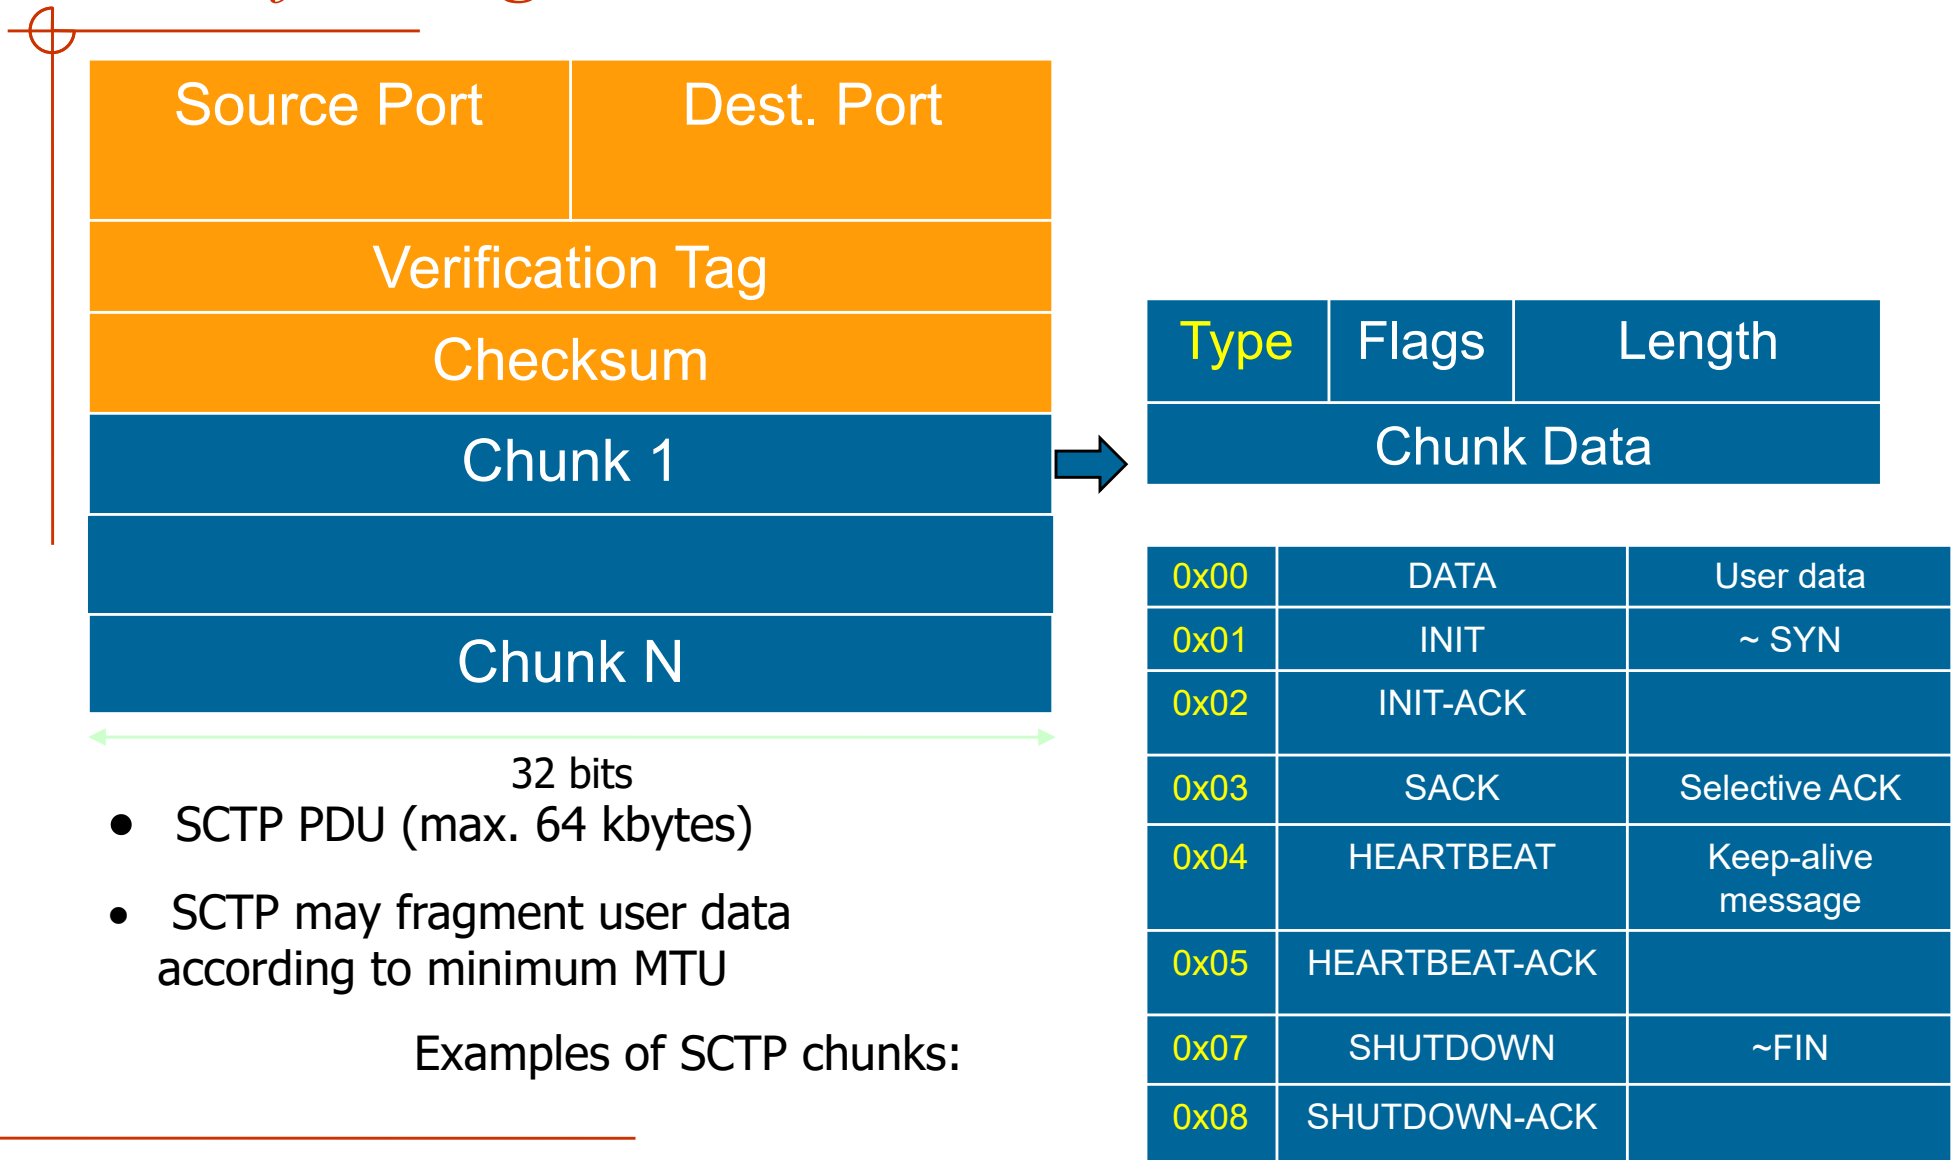 Source Port Dest. Port
Verification Tag
Checksum
Chunk 1
Chunk N
32 bits
• SCTP PDU (max. 64 kbytes)
• SCTP may fragment user data
according to minimum MTU
Examples of SCTP chunks:
Type Flags Length
Chunk Data
0x00 DATA User data
0x01 INIT ~ SYN
0x02 INIT-ACK
0x03 SACK Selective ACK
0x04 HEARTBEAT Keep-alive
message
0x05 HEARTBEAT-ACK
0x07 SHUTDOWN ~FIN
0x08 SHUTDOWN-ACK